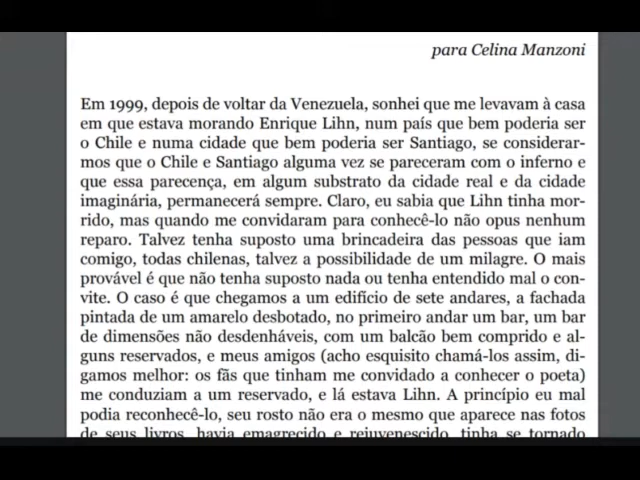 para Celina Manzoni
Em 1999, depois de voltar da Venezuela, sonhei que me levavam à casa
em que estava morando Enrique Lihn, num país que bem poderia ser
o Chile e numa cidade que bem poderia ser Santiago, se considerar-
mos que o Chile e Santiago alguma vez se pareceram com o inferno e
que essa parecença, em algum substrato da cidade real e da cidade
imaginária, permanecerá sempre. Claro, eu sabia que Lihn tinha mor-
rido, mas quando me convidaram para conhecê-lo não opus nenhum
reparo. Talvez tenha suposto uma brincadeira das pessoas que iam
comigo, todas chilenas, talvez a possibilidade de um milagre. O mais
provável é que não tenha suposto nada ou tenha entendido mal o con-
vite. O caso é que chegamos a um edifício de sete andares, a fachada
pintada de um amarelo desbotado, no primeiro andar um bar, um bar
de dimensões não desdenháveis, com um balcão bem comprido e al-
guns reservados, e meus amigos (acho esquisito chamá-los assim, di-
gamos melhor: os fãs que tinham me convidado a conhecer o poeta)
me conduziam a um reservado, e lá estava Lihn. A princípio eu mal
podia reconhecê-lo, seu rosto não era o mesmo que aparece nas fotos
de seus livros, havia emagrecido e rejuvenescido, tinha se tornado